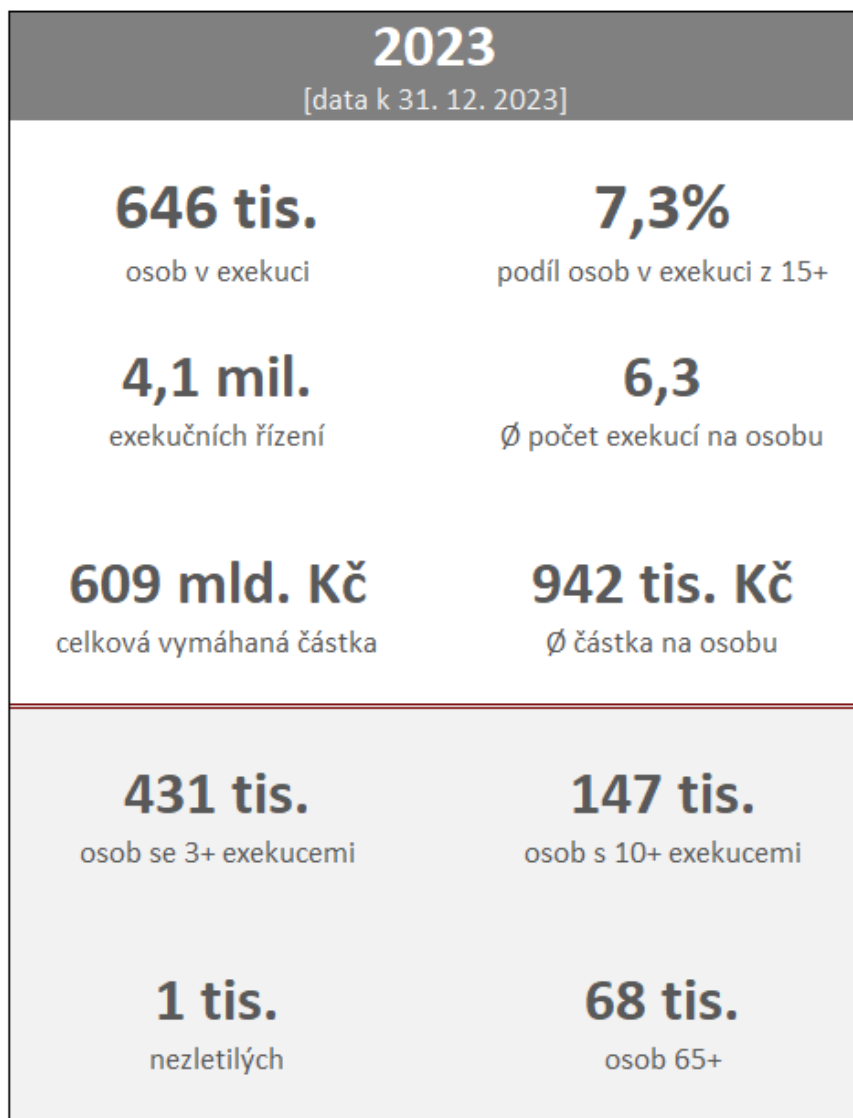 2023
[data k 31. 12. 2023]
646 tis.
osob v exekuci
7,3%
podíl osob v exekuci z 15+
4,1 mil.
exekučních řízení
6,3
Ø počet exekucí na osobu
609 mld. Kč
celková vymáhaná částka
942 tis. Kč
Ø částka na osobu
431 tis.
osob se 3+ exekucemi
147 tis.
osob s 10+ exekucemi
1 tis.
nezletilých
68 tis.
osob 65+